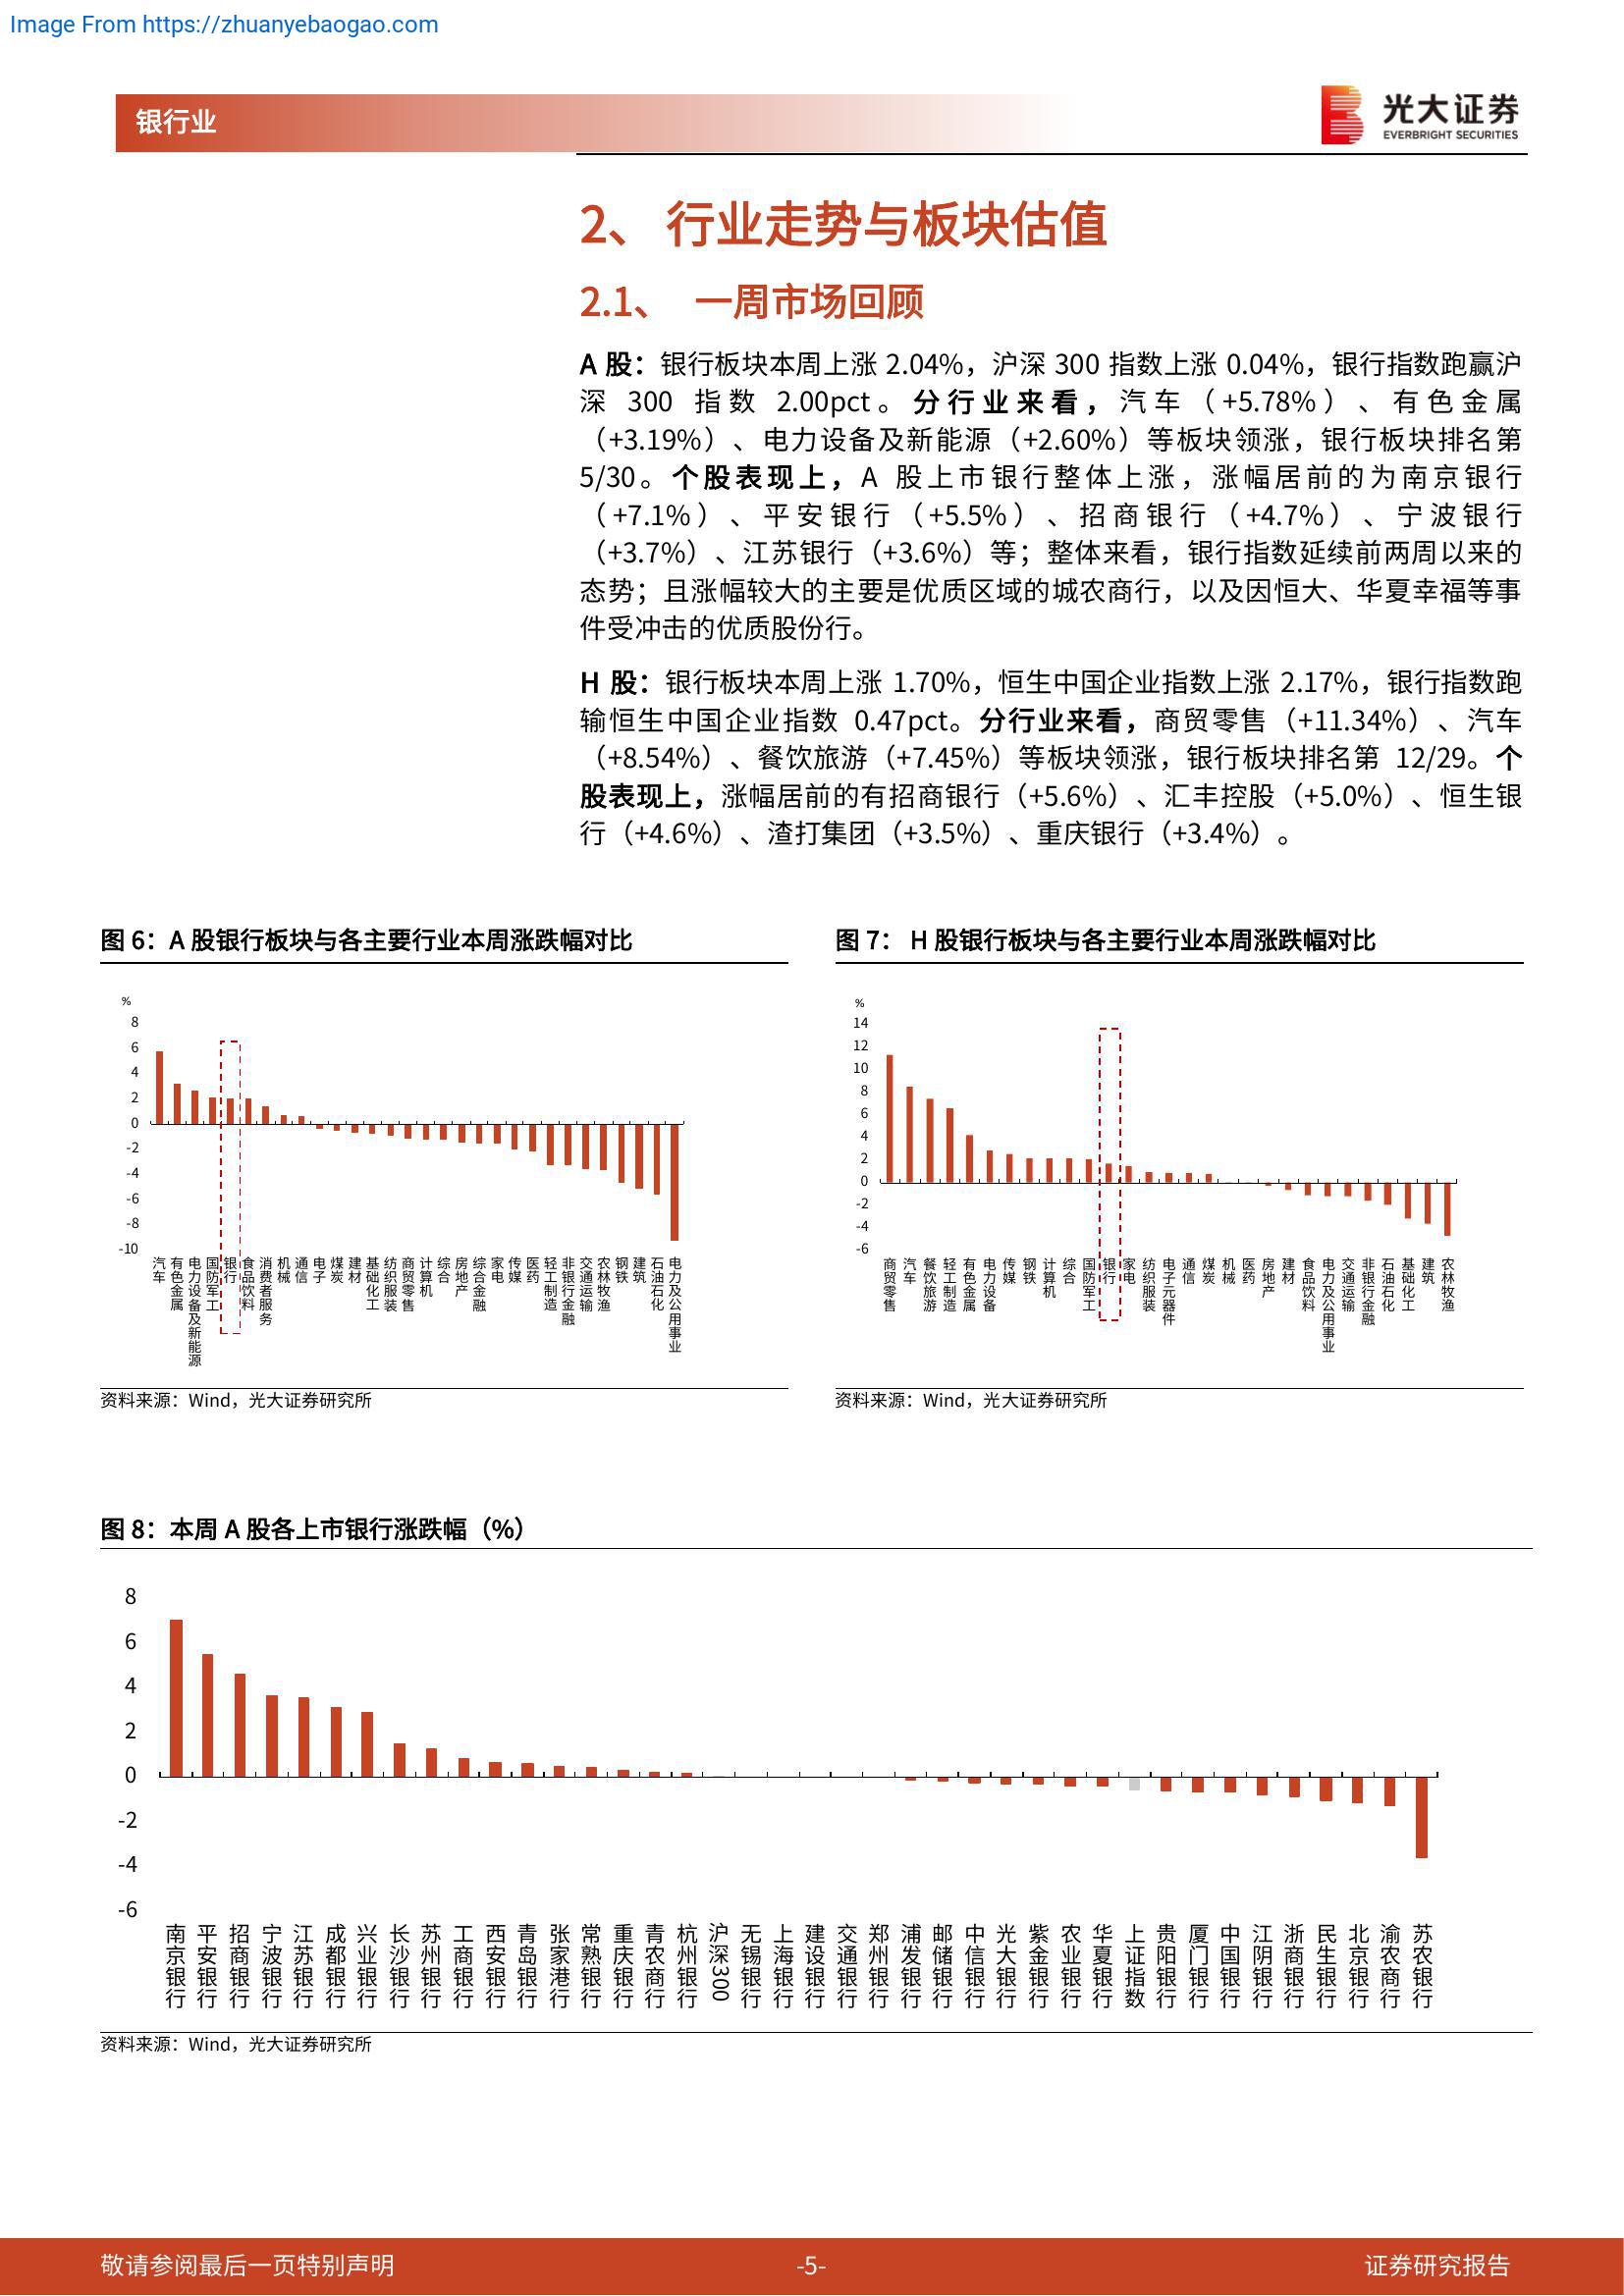 Image From https://zhuanyebaogao.com
银行业
光大证券
EVERBRIGHT SECURITIES
2、 行业走势与板块估值
2.1、 一周市场回顾
A 股：银行板块本周上涨 2.04%，沪深 300 指数上涨 0.04%，银行指数跑赢沪
深 300 指数 2.00pct。分行业来看，汽车（+5.78%）、有色金属
（+3.19%）、电力设备及新能源（+2.60%）等板块领涨，银行板块排名第
5/30。个股表现上，A 股上市银行整体上涨，涨幅居前的为南京银行
（+7.1%）、平安银行（+5.5%）、招商银行（+4.7%）、宁波银行
（+3.7%）、江苏银行（+3.6%）等；整体来看，银行指数延续前两周以来的
态势；且涨幅较大的主要是优质区域的城农商行，以及因恒大、华夏幸福等事
件受冲击的优质股份行。
H 股：银行板块本周上涨 1.70%，恒生中国企业指数上涨 2.17%，银行指数跑
输恒生中国企业指数 0.47pct。分行业来看，商贸零售（+11.34%）、汽车
（+8.54%）、餐饮旅游（+7.45%）等板块领涨，银行板块排名第 12/29。个
股表现上，涨幅居前的有招商银行（+5.6%）、汇丰控股（+5.0%）、恒生银
行（+4.6%）、渣打集团（+3.5%）、重庆银行（+3.4%）。
图 6：A 股银行板块与各主要行业本周涨跌幅对比
%
8
6
4
2
0
-2
-4
-6
-8
-10
汽车
有色金属
电力设备及新能源
国防军工
银行
食品饮料
消费者服务
机械
通信
电子
煤炭
建材
基础化工
纺织服装
商贸零售
计算机
综合
房地产
综合金融
家电
传媒
医药
轻工制造
非银行金融
交通运输
农林牧渔
钢铁
建筑
石油石化
电力及公用事业
资料来源：Wind，光大证券研究所
图 7： H 股银行板块与各主要行业本周涨跌幅对比
%
14
12
10
8
6
4
2
0
-2
-4
-6
商贸零售
汽车
餐饮旅游
轻工制造
有色金属
电力设备
传媒
钢铁
计算机
综合
国防军工
银行
家电
纺织服装
电子元器件
通信
煤炭
机械
医药
房地产
建材
食品饮料
电力及公用事业
交通运输
非银行金融
石油石化
基础化工
建筑
农林牧渔
资料来源：Wind，光大证券研究所
图 8：本周 A 股各上市银行涨跌幅（%）
8
6
4
2
0
-2
-4
-6
南京银行
平安银行
招商银行
宁波银行
江苏银行
成都银行
兴业银行
长沙银行
苏州银行
工商银行
西安银行
青岛银行
张家港行
常熟银行
重庆银行
青农商行
杭州银行
沪深300
无锡银行
上海银行
建设银行
交通银行
郑州银行
浦发银行
邮储银行
中信银行
光大银行
紫金银行
农业银行
华夏银行
上证指数
贵阳银行
厦门银行
中国银行
江阴银行
浙商银行
民生银行
北京银行
渝农商行
苏农银行
资料来源：Wind，光大证券研究所
敬请参阅最后一页特别声明
-5-
证券研究报告